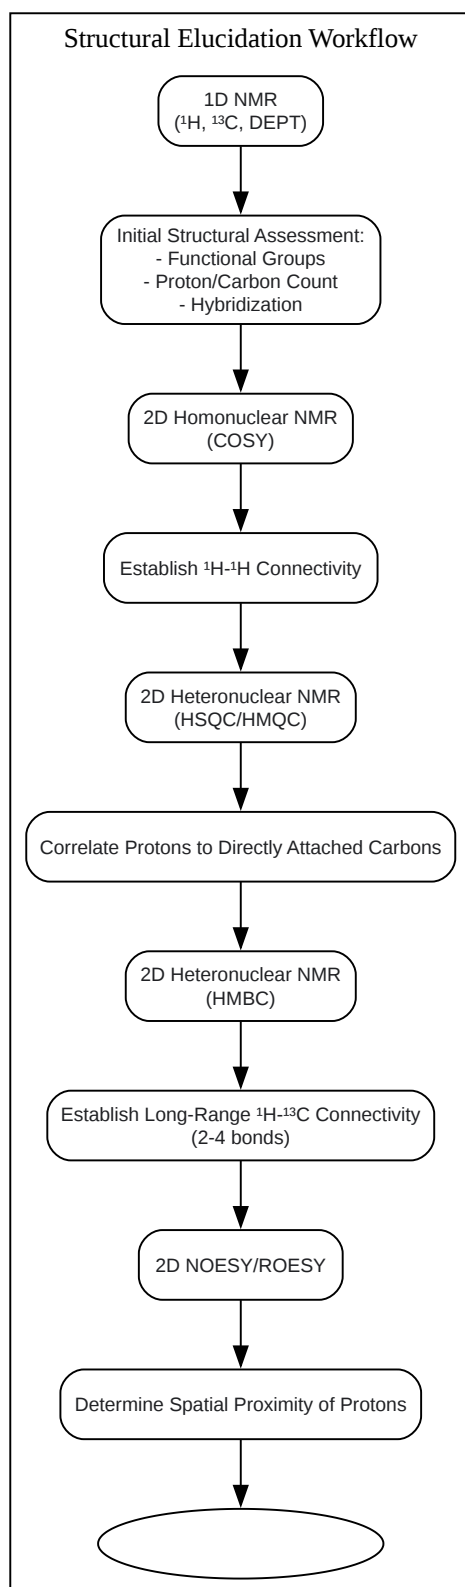 Structural Elucidation Workflow
1D NMR
(¹H, ¹³C, DEPT)
Initial Structural Assessment:
- Functional Groups
- Proton/Carbon Count
- Hybridization
2D Homonuclear NMR
(COSY)
Establish ¹H-¹H Connectivity
2D Heteronuclear NMR
(HSQC/HMQC)
Correlate Protons to Directly Attached Carbons
2D Heteronuclear NMR
(HMBC)
Establish Long-Range ¹H-¹³C Connectivity
(2-4 bonds)
2D NOESY/ROESY
Determine Spatial Proximity of Protons